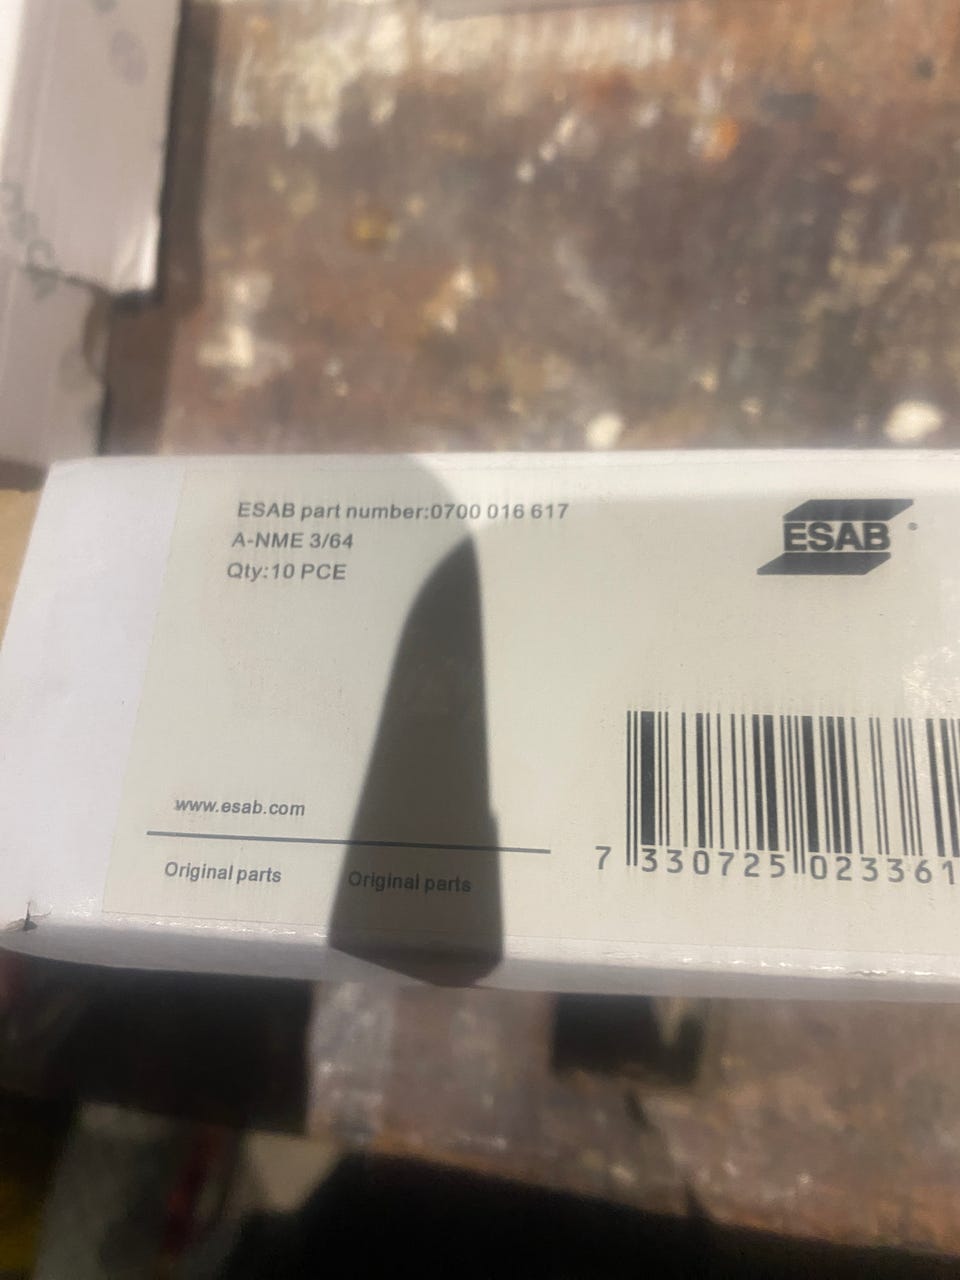 ESAB part number:0700 016 617
A-NME 3/64
Qty:10 PCE
ESAB®
www.esab.com
Original parts Original parts
7 330725 023361